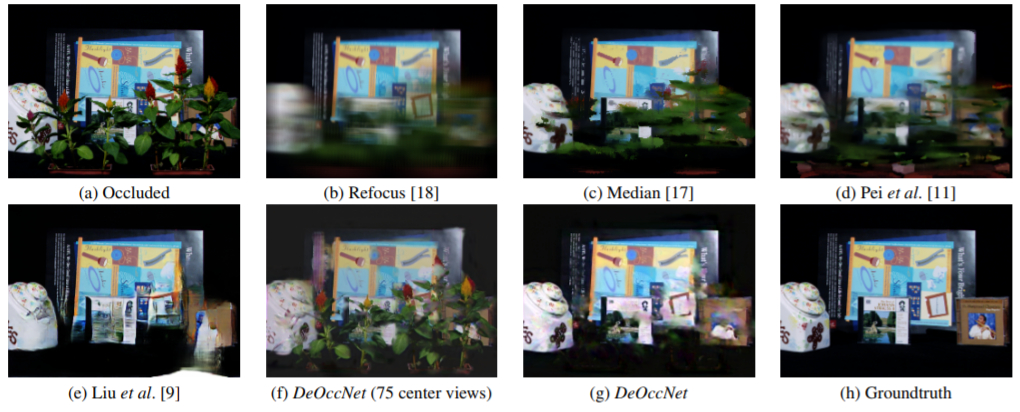 (a) Occluded
(b) Refocus [18]
(c) Median [17]
(d) Pei et al. [11]
(e) Liu et al. [9]
(f) DeOccNet (75 center views)
(g) DeOccNet
(h) Groundtruth